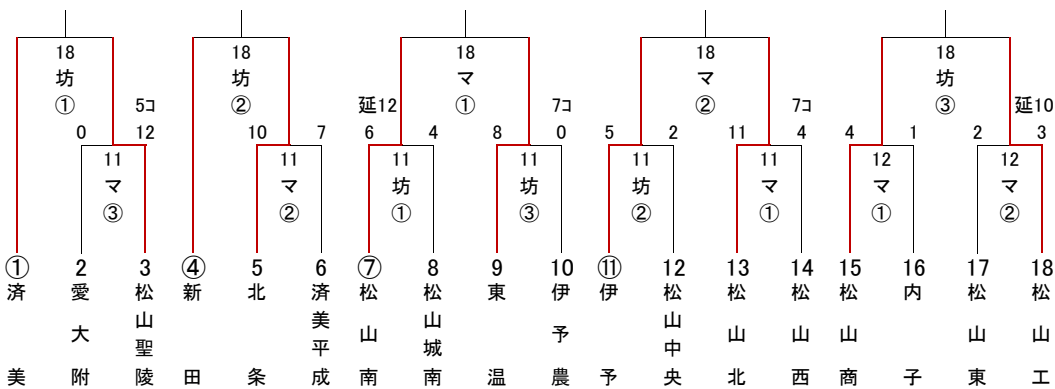 18 18 18 18 18
坊 坊 マ マ 坊
① ② ① ② ③
5コ 延12 7コ 7コ 延10
0 12 10 7 6 4 8 0 5 2 11 4 4 1 2 3
11 11 11 11 11 11 12 12
マ マ 坊 坊 坊 マ マ マ
③ ② ① ③ ② ① ① ②
① 2 3 ④ 5 6 ⑦ 8 9 10 ⑪ 12 13 14 15 16 17 18
済美
愛大附
松山聖陵
新田
北条
済美平成
松山南
松山城南
東温
伊予農
伊予
松山中央
松山北
松山西
松山商
内子
松山東
松山工